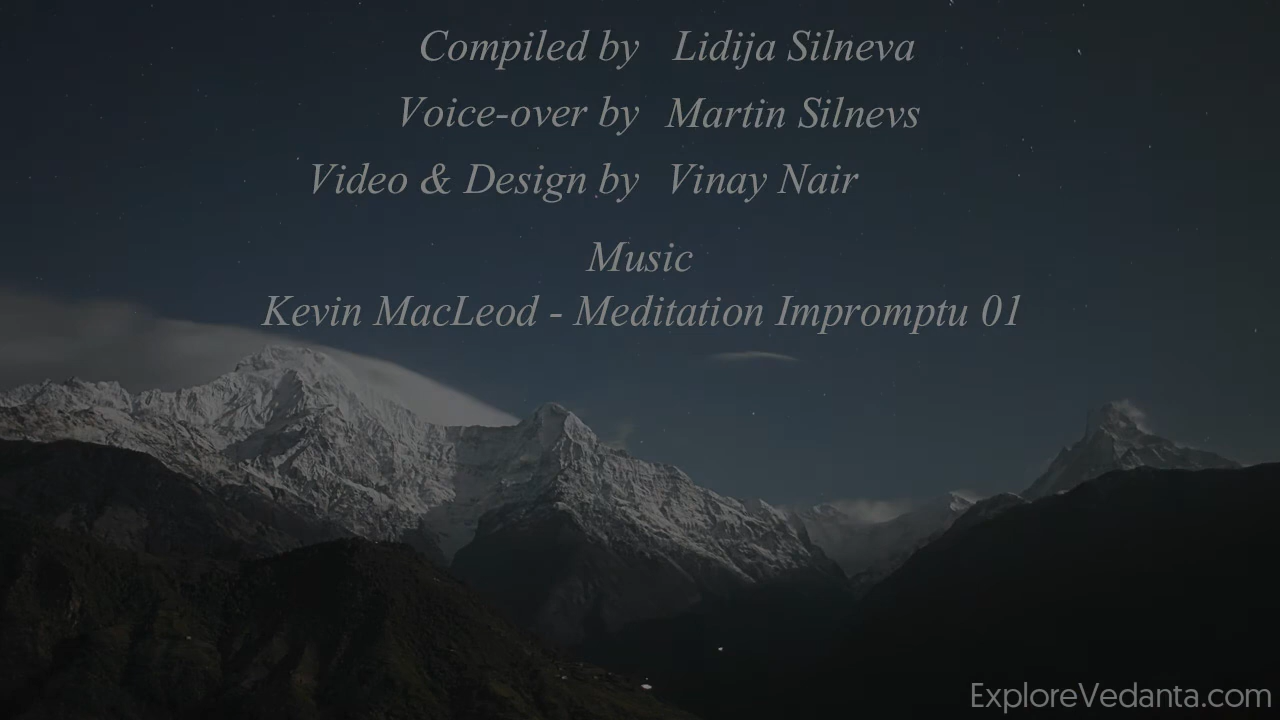 Compiled by Lidija Silneva
Voice-over by Martin Silnevs
Video & Design by Vinay Nair
Music
Kevin MacLeod - Meditation Impromptu 01
ExploreVedanta.com